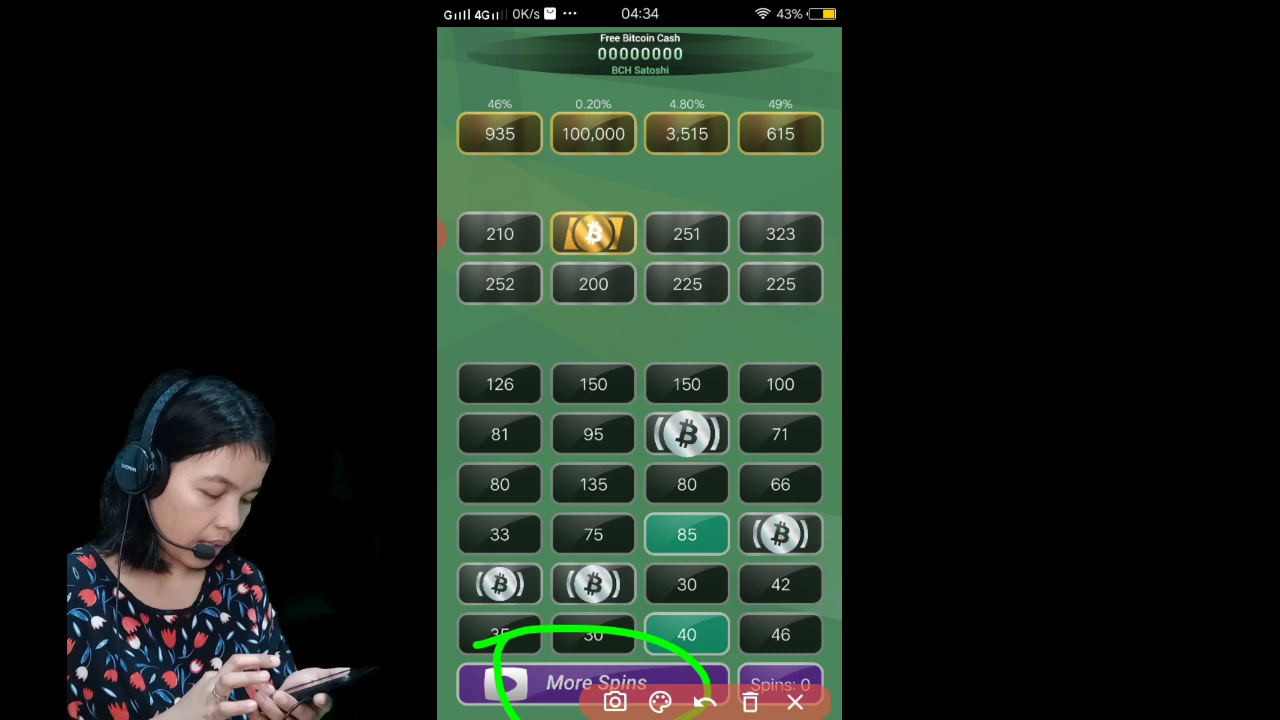 4G 0K/s ••• 04:34 43%
Free Bitcoin Cash
00000000
BCH Satoshi
46% 0.20% 4.80% 49%
935 100,000 3,515 615
210 251 323
252 200 225 225
126 150 150 100
81 95 71
80 135 80 66
33 75 85
30 42
35 30 40 46
More Spins Spins: 0